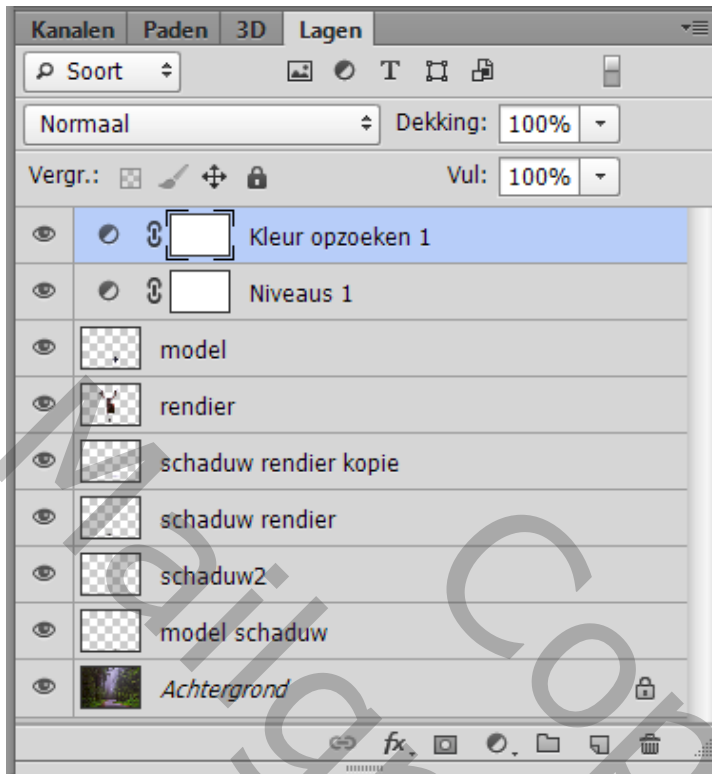 Kanalen Paden 3D Lagen
Soort
Normaal Dekking: 100%
Vergr.: Vul: 100%
Kleur opzoeken 1
Niveaus 1
model
rendier
schaduw rendier kopie
schaduw rendier
schaduw2
model schaduw
Achtergrond
fx